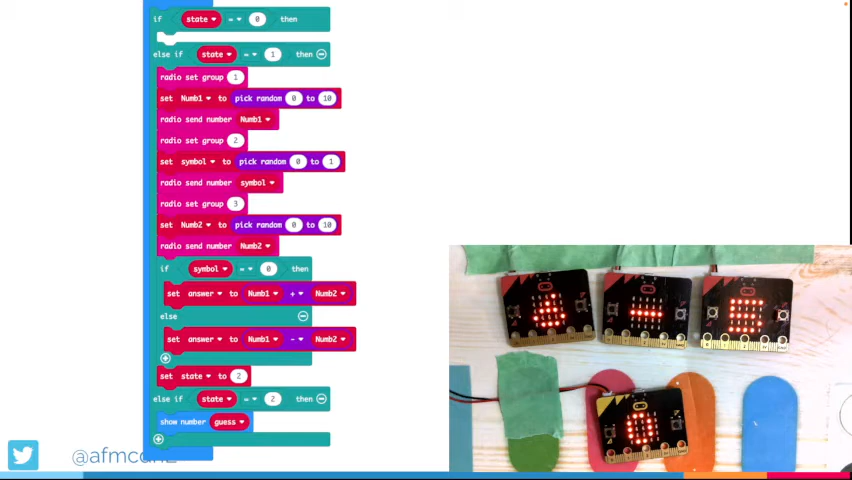 if state = 0 then
else if state = 1 then
radio set group 1
set Numb1 to pick random 0 to 10
radio send number Numb1
radio set group 2
set symbol to pick random 0 to 1
radio send number symbol
radio set group 3
set Numb2 to pick random 0 to 10
radio send number Numb2
if symbol = 0 then
set answer to Numb1 + Numb2
else
set answer to Numb1 - Numb2
set state to 2
else if state = 2 then
show number guess